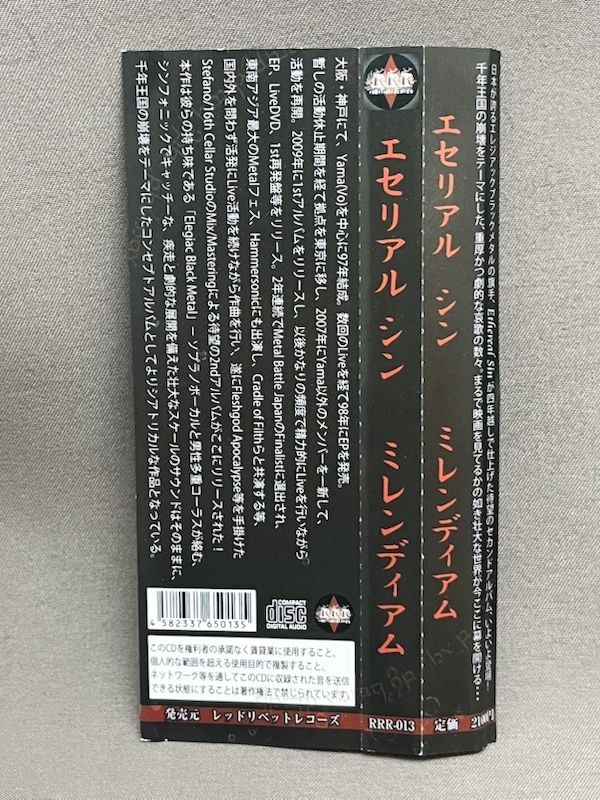 日本が誇るエレジアックブラックメタルの旗手、Ethereal Sinが四年越しで仕上げた待望のセカンドアルバム、いよいよ登場!
千年王国の崩壊をテーマにした、重厚かつ劇的な哀歌の数々。まるで映画を見てるかの如き壮大な世界が今ここに幕を開ける…
エセリアル シン ミレンディアム
定価 2100円
RRR
エセリアル シン ミレンディアム
RRR-013
大阪・神戸にて、Yama(Vo)を中心に97年結成。数回のLiveを経て98年にEPを発売。
暫しの活動休止期間を経て拠点を東京に移し、2007年にYama以外のメンバーを一新して、
活動を再開。2009年に1stアルバムをリリースし、以後かなりの頻度で精力的にLiveを行いながら
EP、LiveDVD、1st再発盤等をリリース。2年連続でMetal Battle JapanのFinalistに選出され、
東南アジア最大のMetalフェス、Hammersonicにも出演し、Cradle of Filthらと共演する等、
国内外を問わず活発にLive活動を続けながら作曲を行い、遂にFleshgod Apocalypse等を手掛けた
Stefano/16th Cellar StudioのMix/Masteringによる待望の2ndアルバムがここにリリースされた!
本作は彼らの持ち味である「Elegiac Black Metal」－ソプラノボーカルと男性多重コーラスが絡む、
シンフォニックでキャッチーな、疾走と劇的な展開を備えた壮大なスケールのサウンドはそのままに、
千年王国の崩壊をテーマにしたコンセプトアルバムとしてよりシアトリカルな作品となっている。
4 582337 650135
COMPACT
disc
DIGITAL AUDIO
RRR
このCDを権利者の承諾なく賃貸業に使用すること、
個人的な範囲を超える使用目的で複製すること、
ネットワーク等を通してこのCDに収録された音を送信
できる状態にすることは著作権法で禁じられています。
発売元 レッドリベットレコーズ